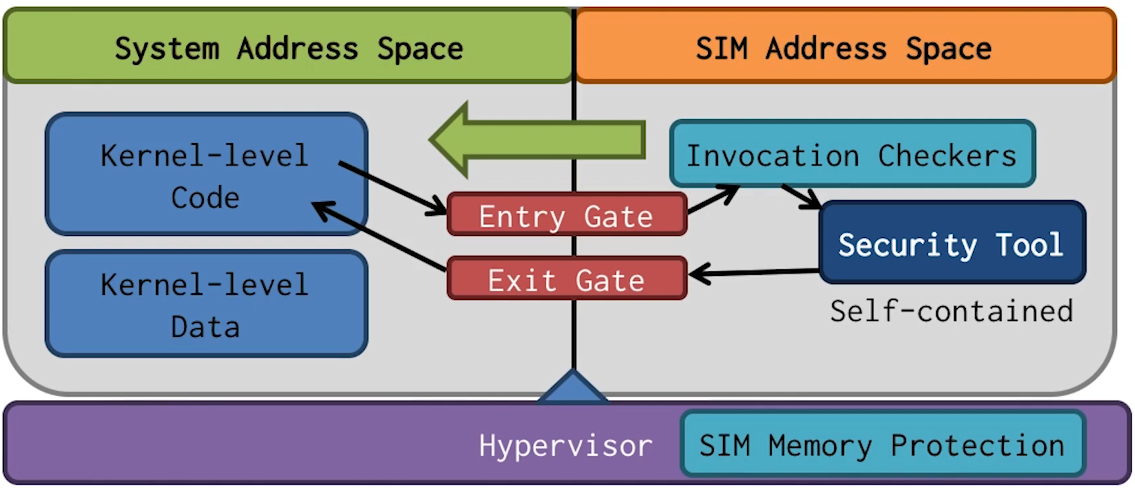 System Address Space
SIM Address Space
Kernel-level
Code
Invocation Checkers
Entry Gate
Security Tool
Exit Gate
Kernel-level
Data
Self-contained
Hypervisor
SIM Memory Protection